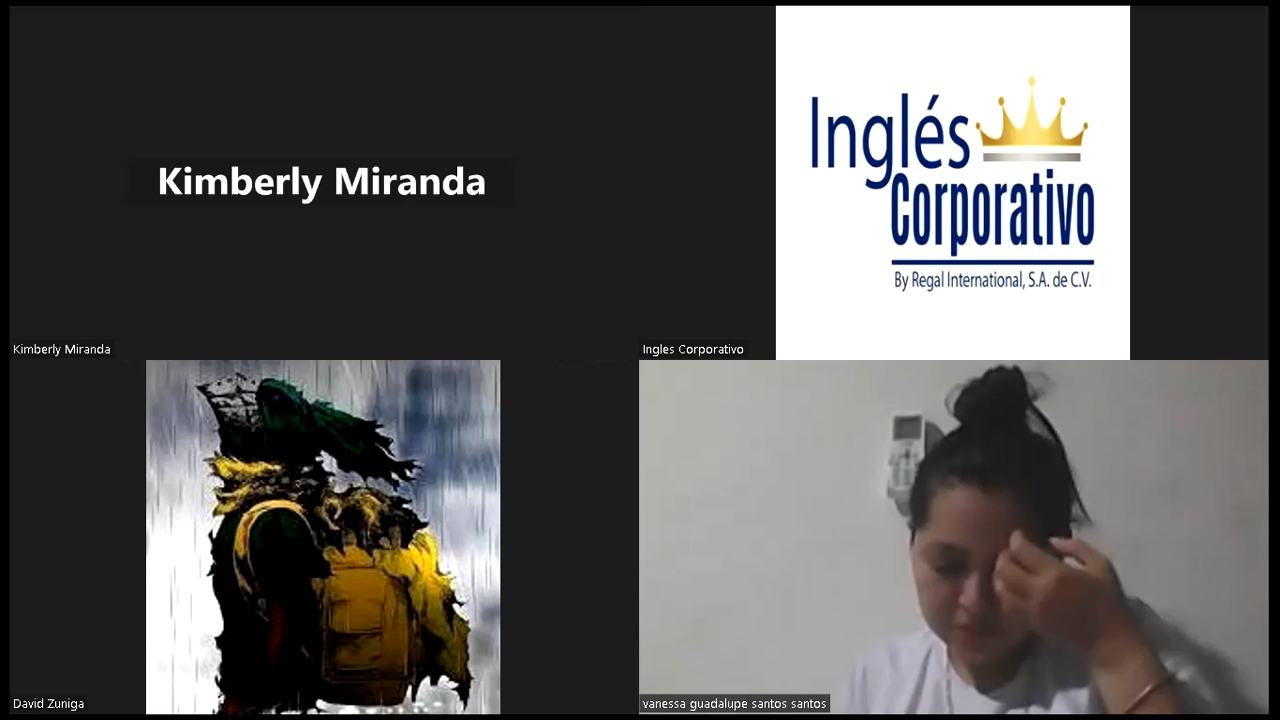 Kimberly Miranda
Inglés
Corporativo
By Regal International, S.A. de C.V.
Kimberly Miranda
Ingles Corporativo
David Zuniga
vanessa guadalupe santos santos